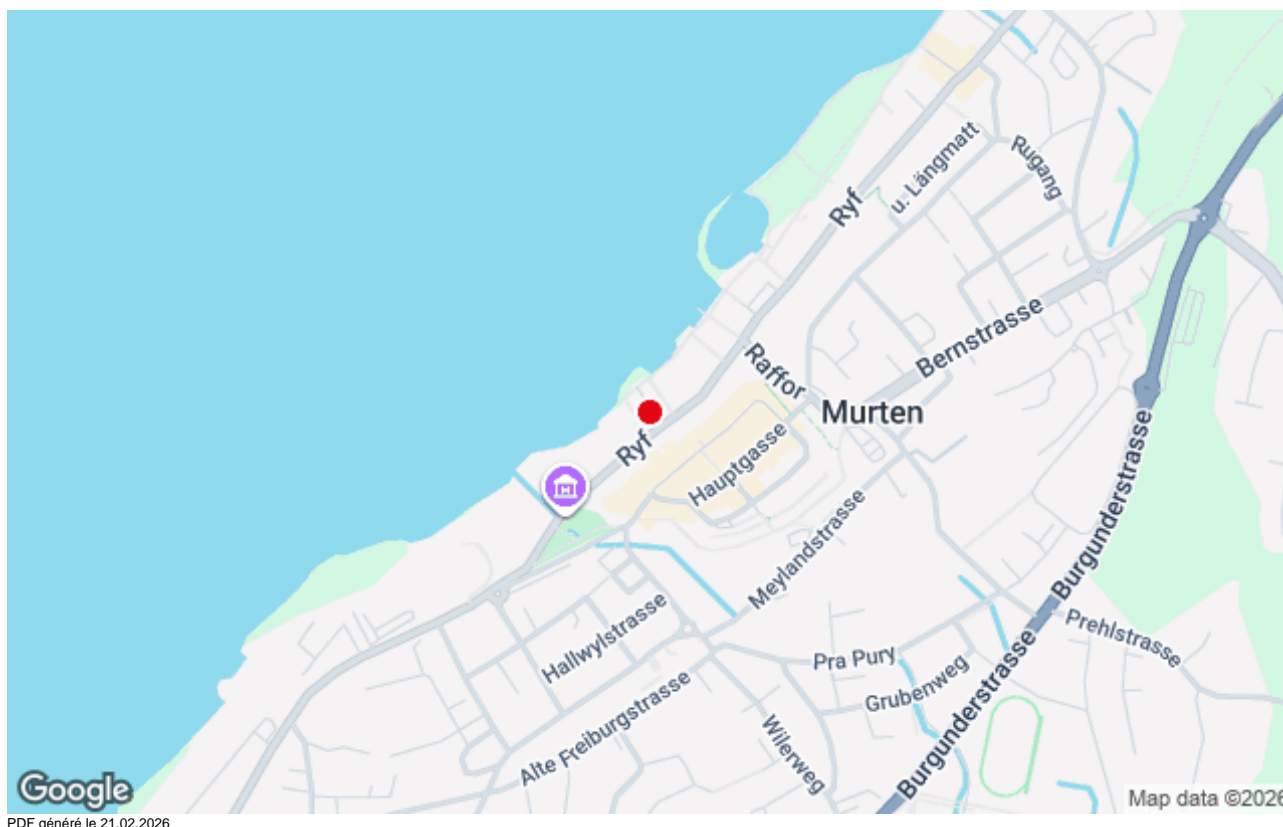 Rugang
u. Längmatt
Ryf
Bernstrasse
Raffor
Murten
Ryf
Hauptgasse
H
Meylandstrasse
Burgunderstrasse
Hallwylstrasse
Prehlstrasse
Pra Pury
Grubenweg
Alte Freiburgstrasse
Wilerweg
Burgunderstrasse
Google
Map data ©2026
PDF généré le 21.02.2026